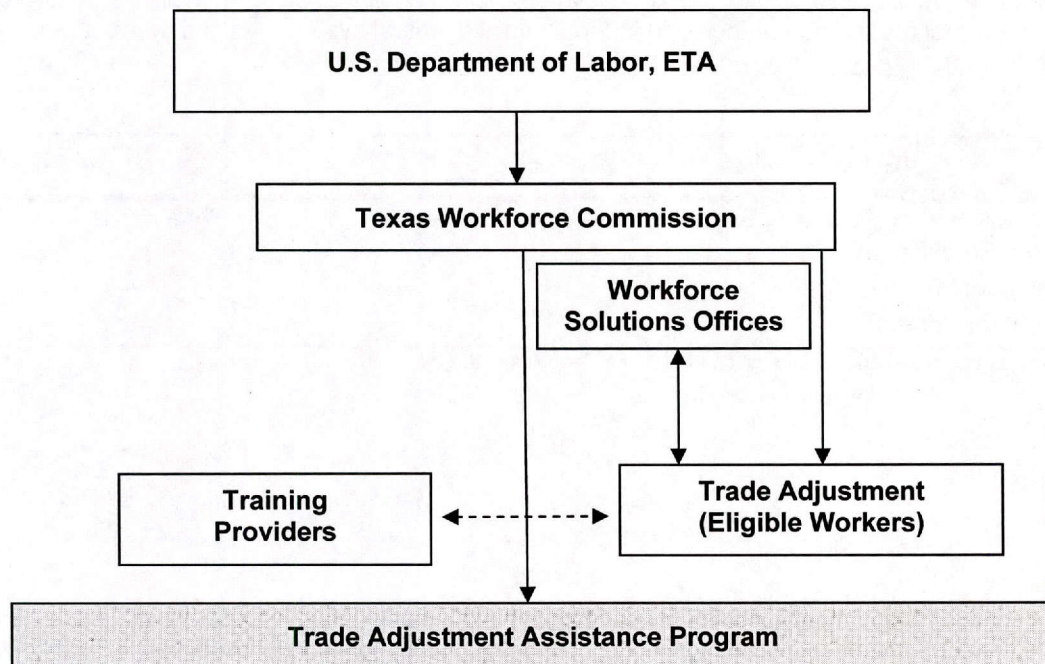 U.S. Department of Labor, ETA
Texas Workforce Commission
Workforce
Solutions Offices
Training
Providers
Trade Adjustment
(Eligible Workers)
Trade Adjustment Assistance Program